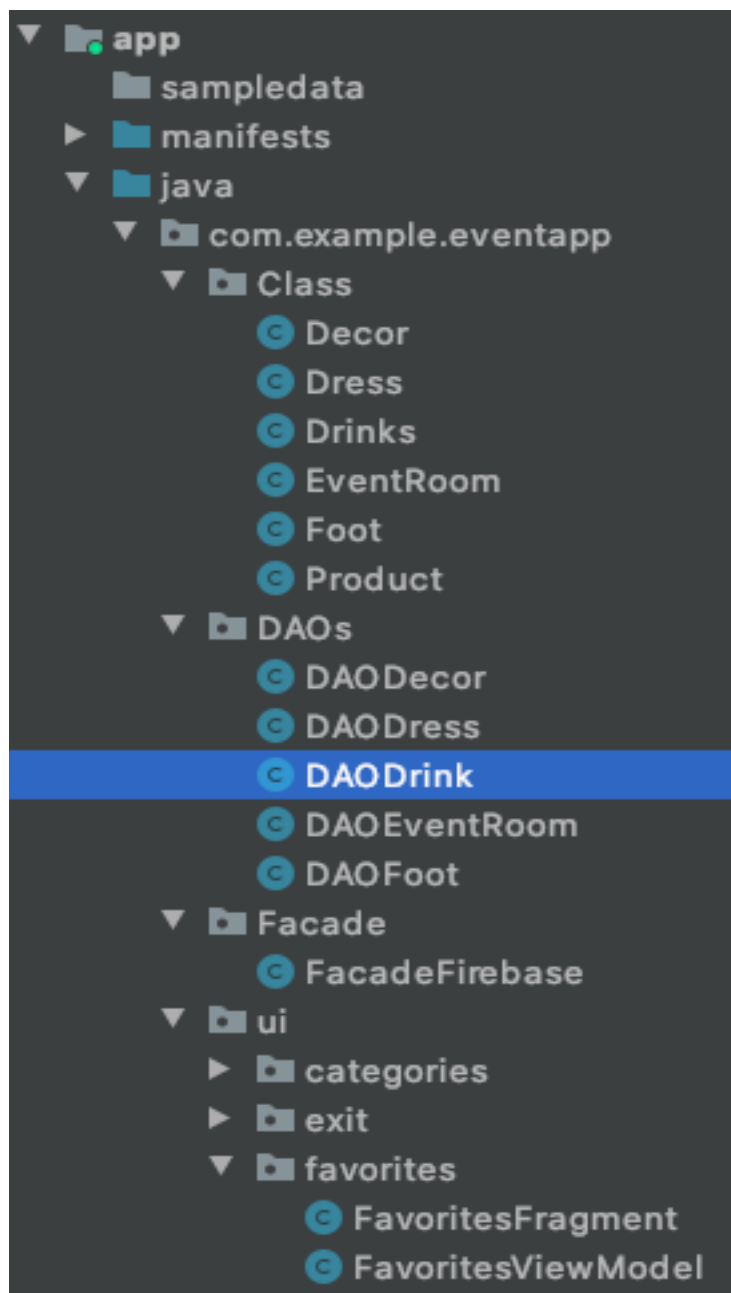 app
sampledata
manifests
java
com.example.eventapp
Class
C Decor
C Dress
C Drinks
C EventRoom
C Foot
C Product
DAOs
C DAODecor
C DAODress
C DAODrink
C DAOEventRoom
C DAOFoot
Facade
C FacadeFirebase
ui
categories
exit
favorites
C FavoritesFragment
C FavoritesViewModel